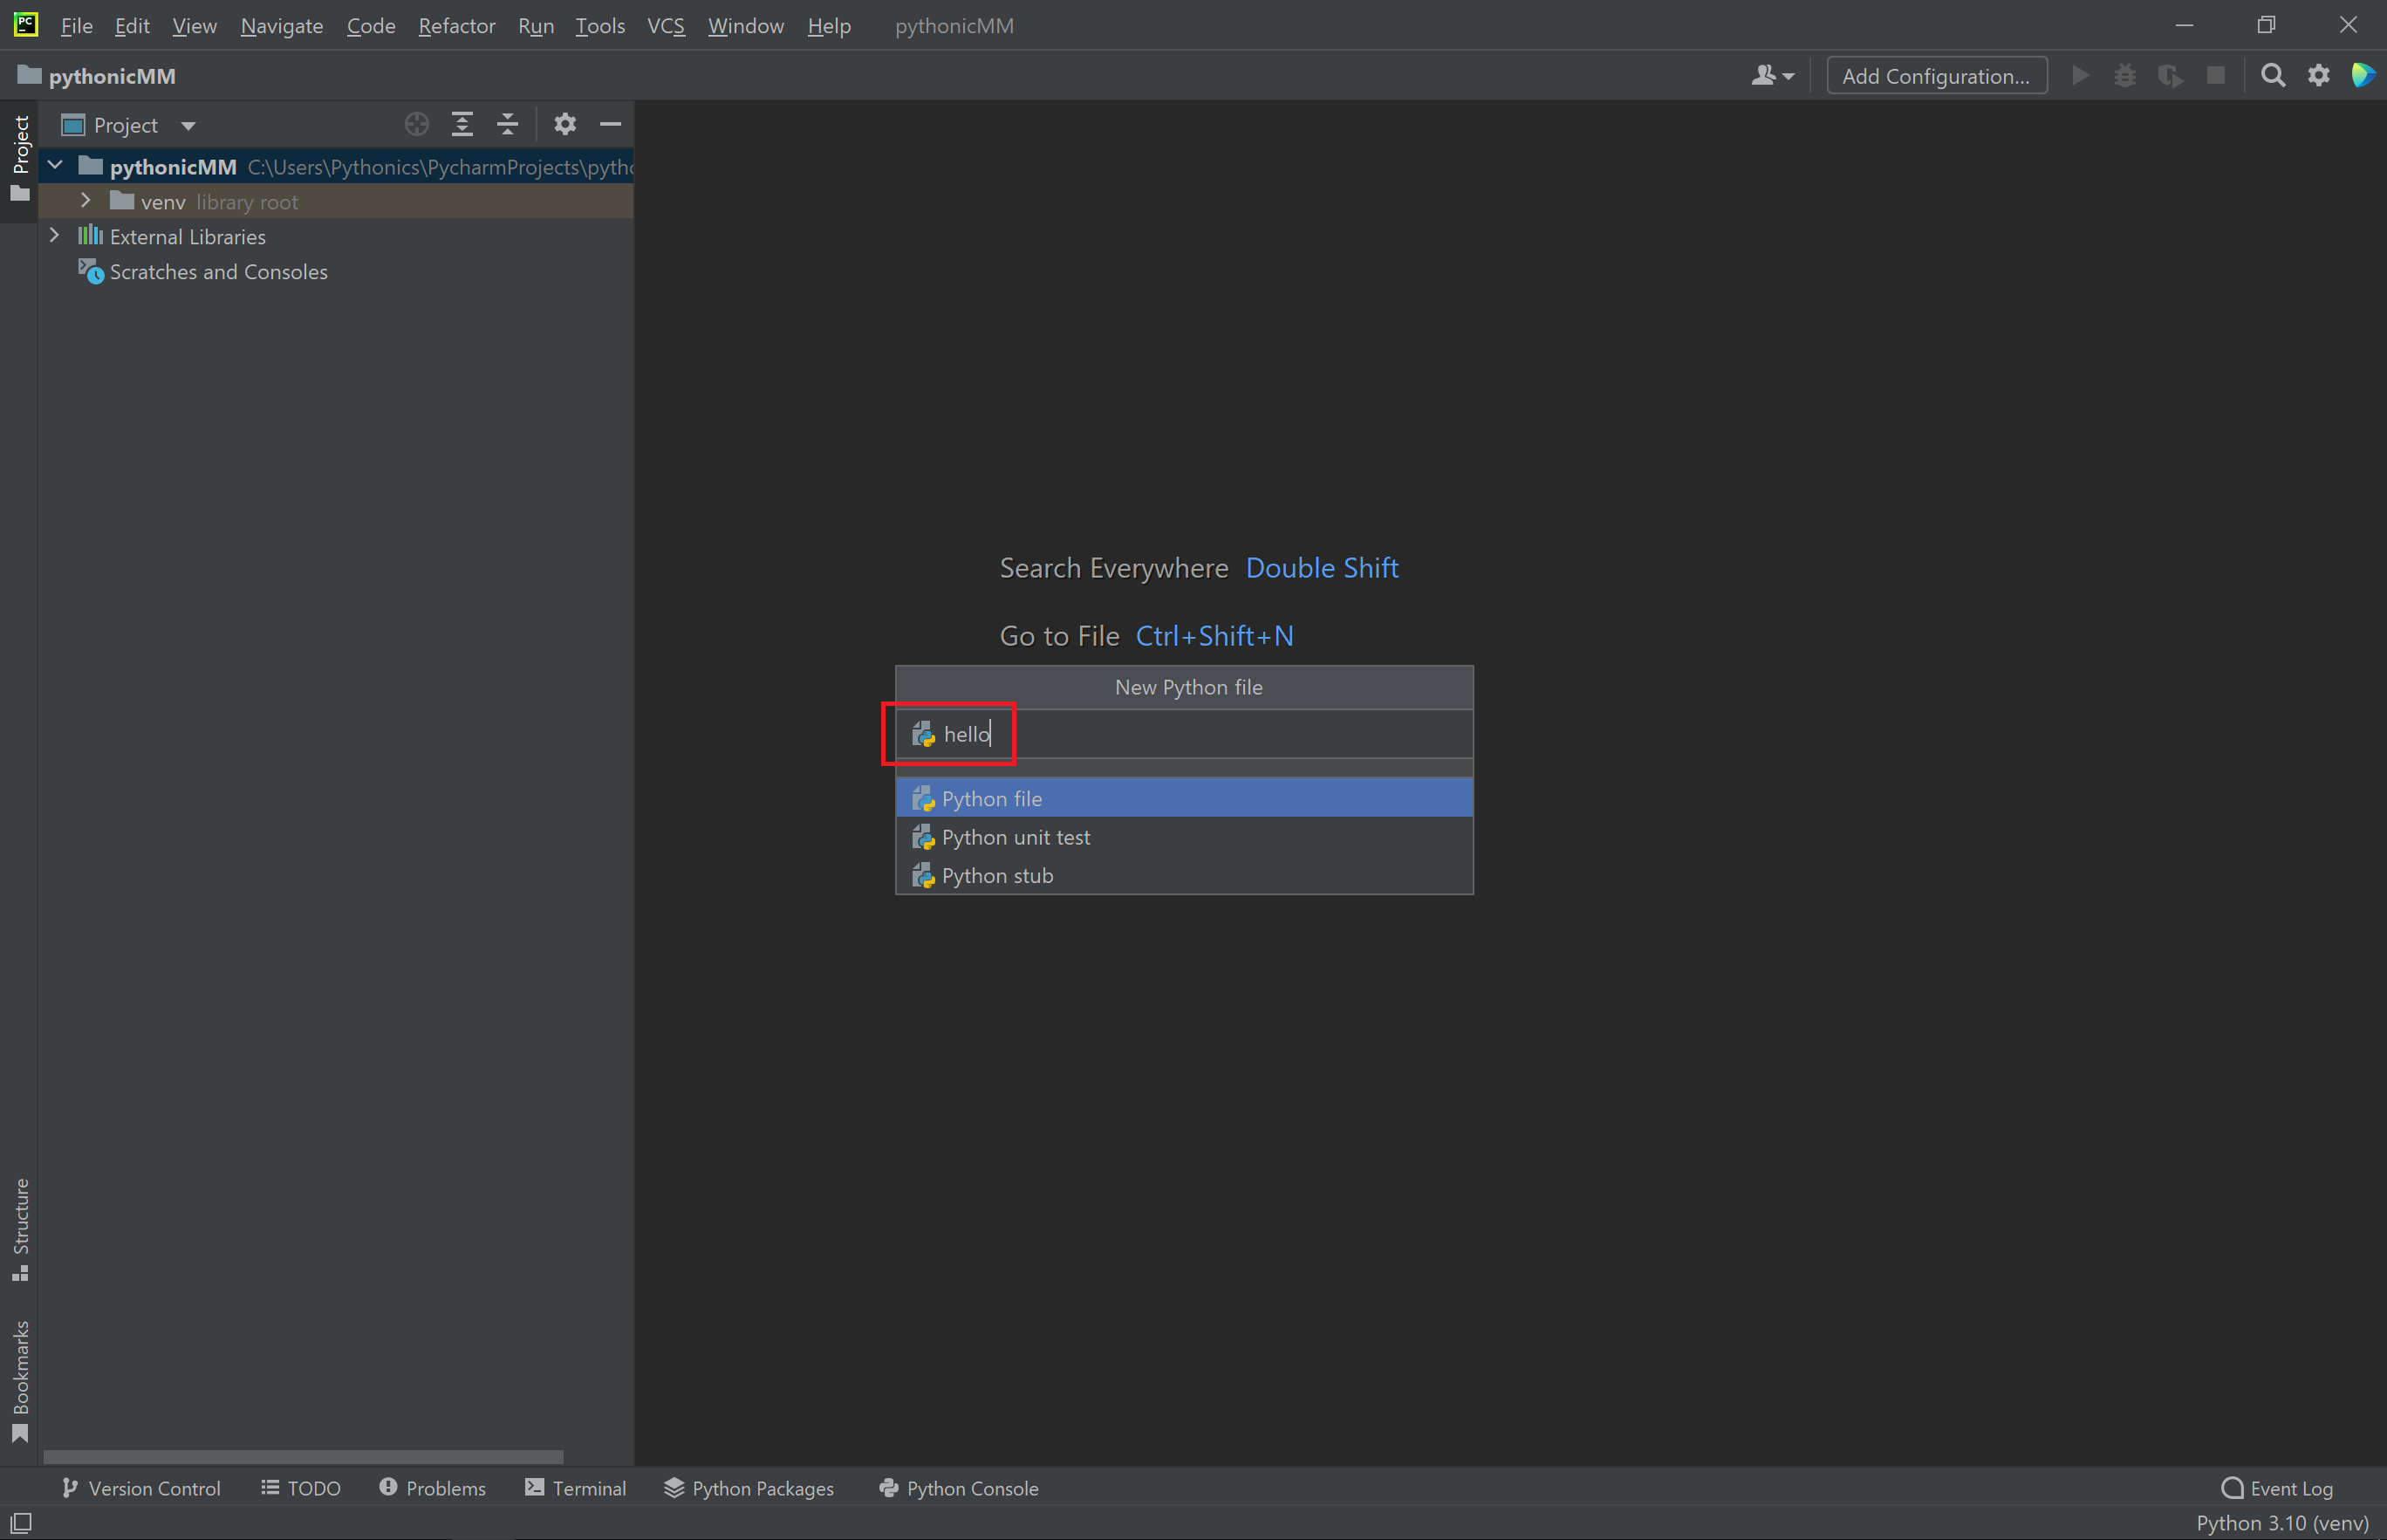 PC
File Edit View Navigate Code Refactor Run Tools VCS Window Help pythonicMM
pythonicMM
Add Configuration...
Project
Project
pythonicMM C:\Users\Pythonics\PycharmProjects\pytho
venv library root
External Libraries
Scratches and Consoles
Search Everywhere Double Shift
Go to File Ctrl+Shift+N
New Python file
hello
Python file
Python unit test
Python stub
Structure
Bookmarks
Version Control TODO Problems Terminal Python Packages Python Console Event Log
Python 3.10 (venv)